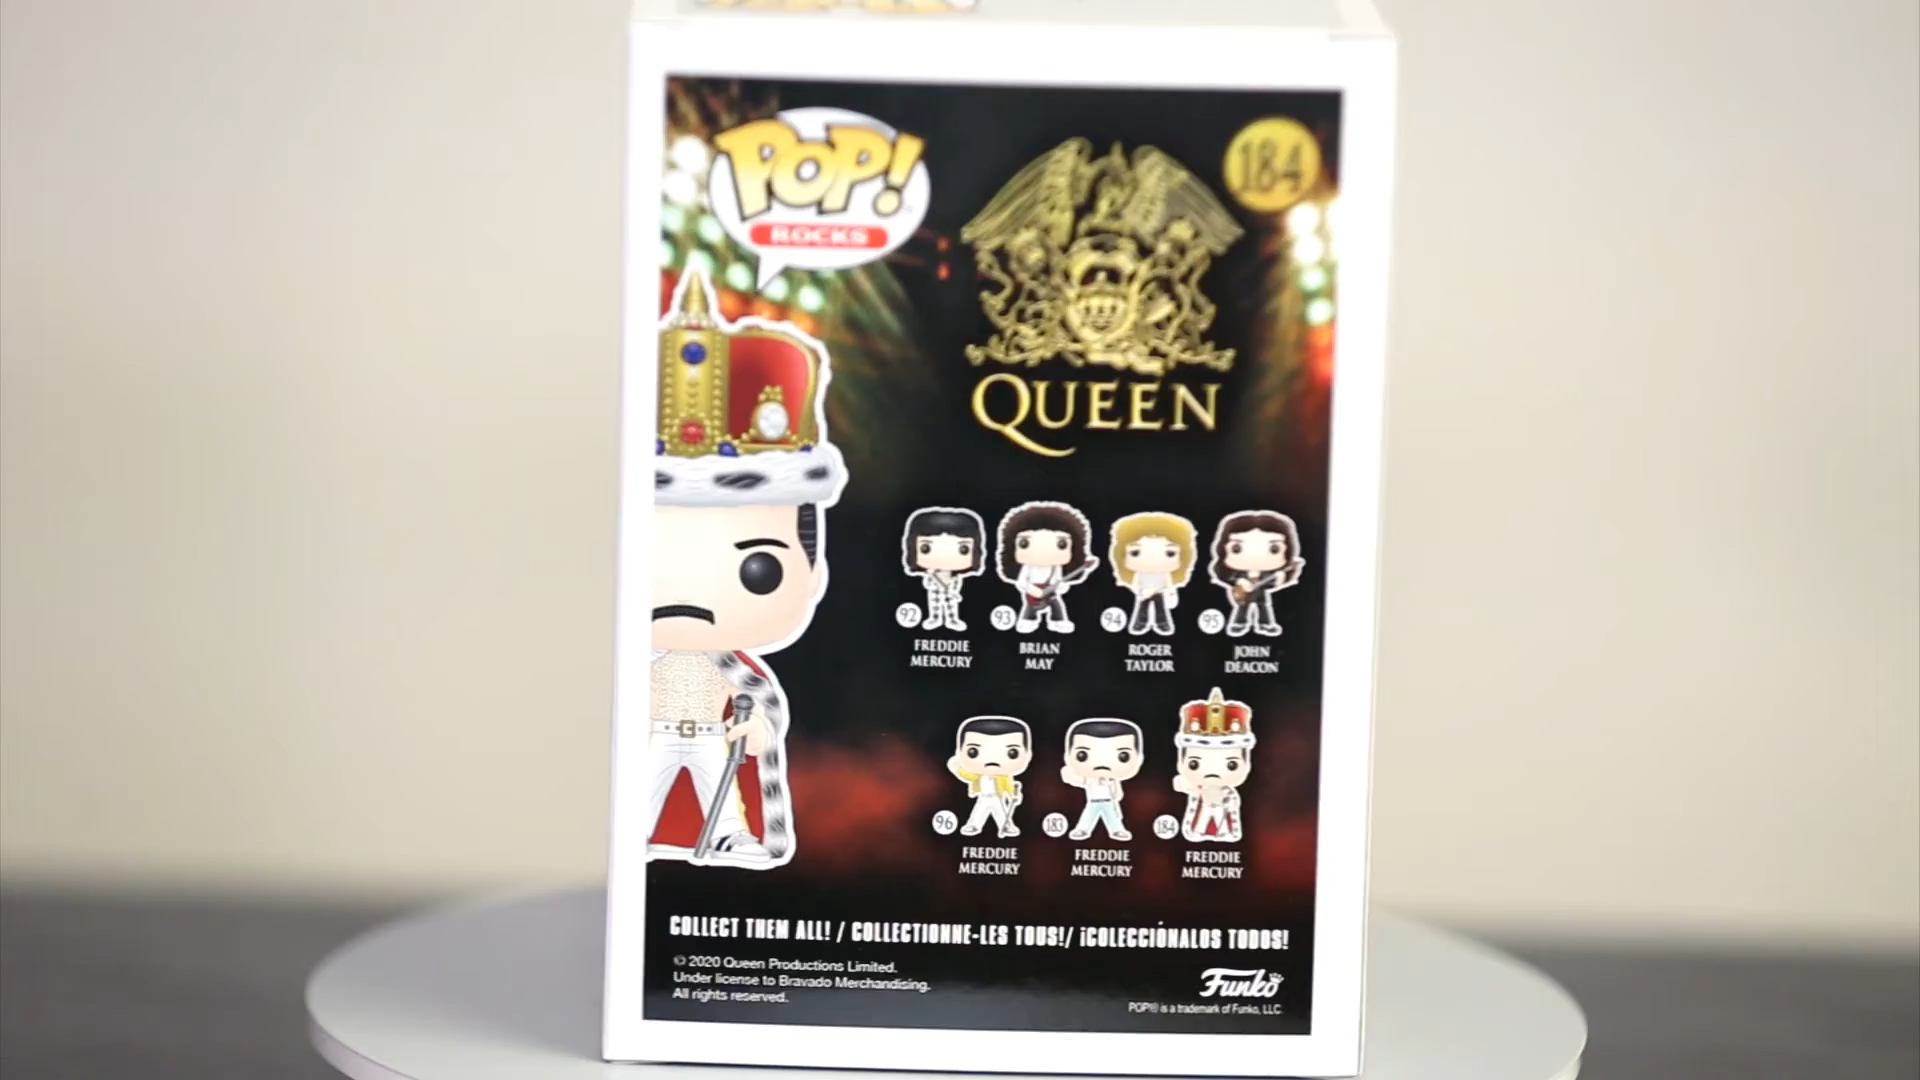 POP!
ROCKS
184
QUEEN
92
FREDDIE
MERCURY
93
BRIAN
MAY
94
ROGER
TAYLOR
95
JOHN
DEACON
96
FREDDIE
MERCURY
183
FREDDIE
MERCURY
184
FREDDIE
MERCURY
COLLECT THEM ALL! / COLLECTIONNE-LES TOUS!/ ¡COLECCIÓNALOS TODOS!
© 2020 Queen Productions Limited.
Under license to Bravado Merchandising.
All rights reserved.
Funko
POP!® is a trademark of Funko, LLC.